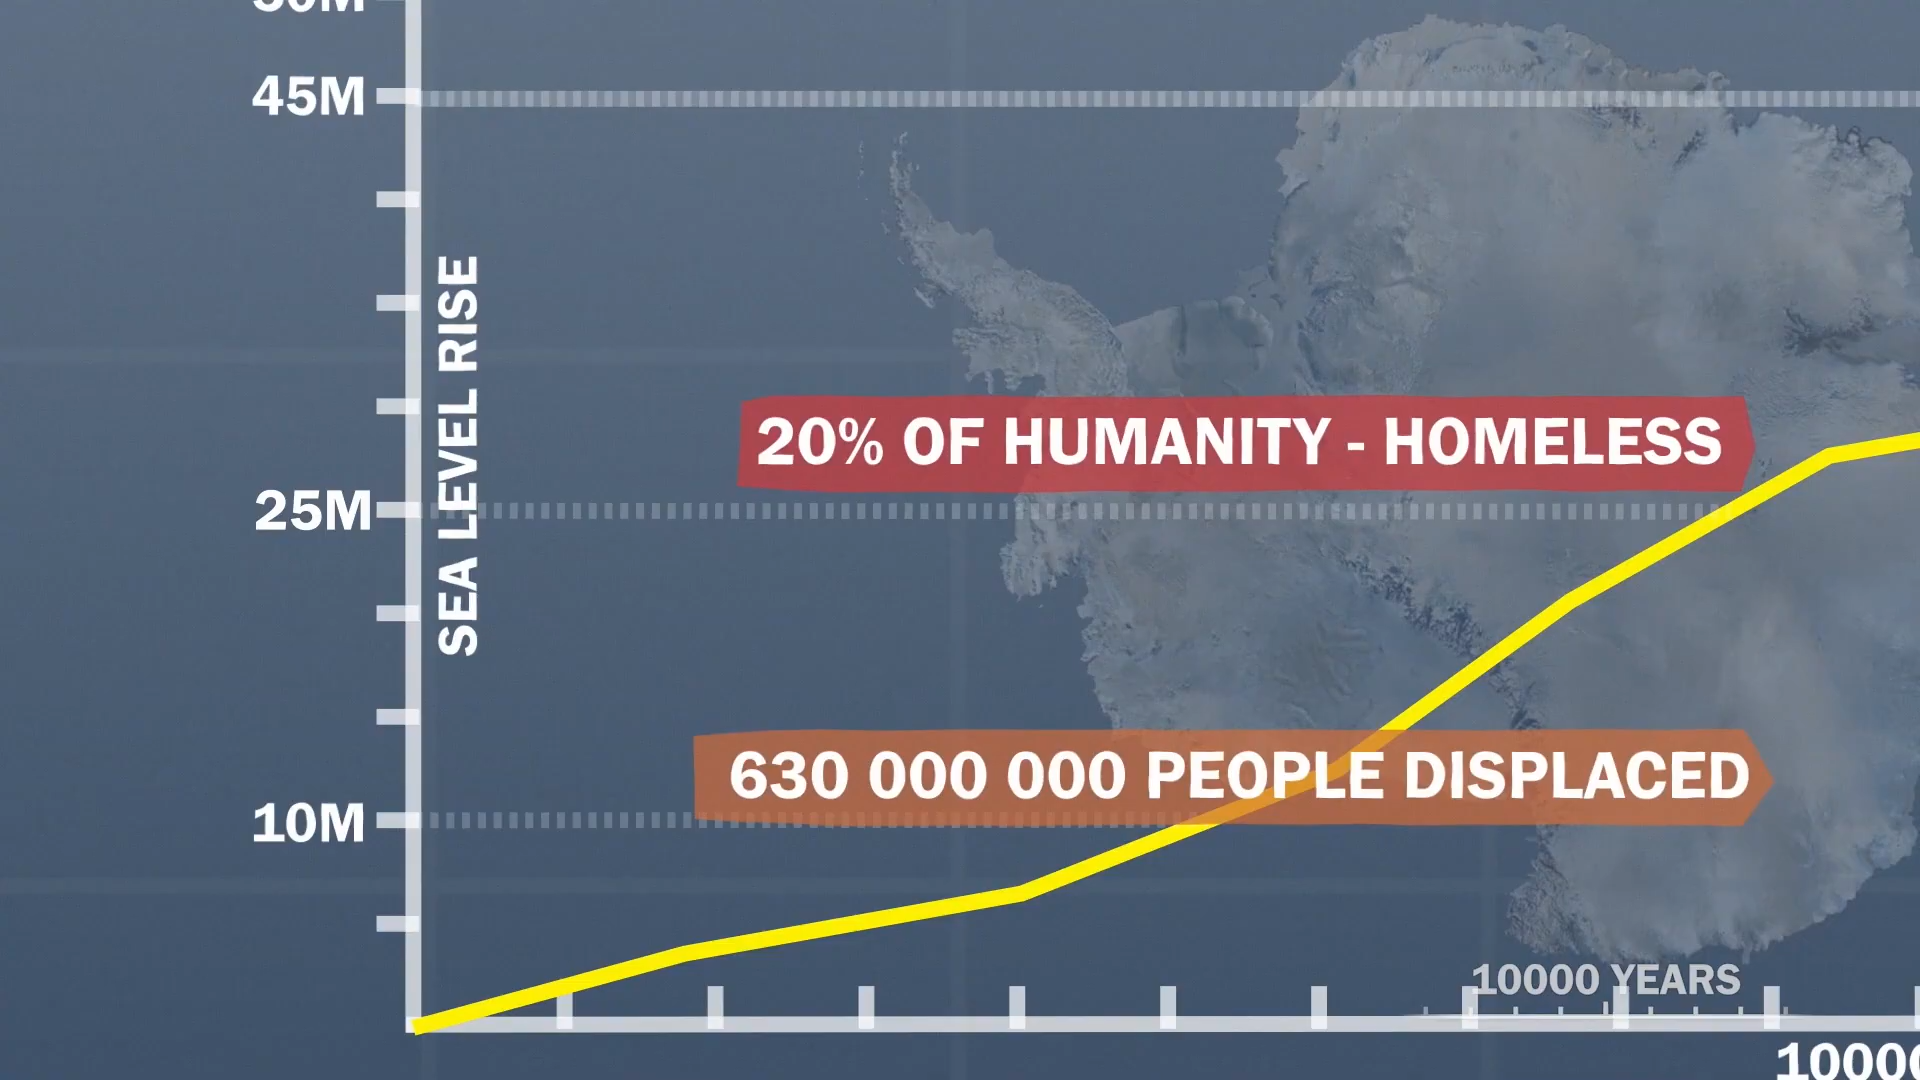 45M
SEA LEVEL RISE
20% OF HUMANITY - HOMELESS
25M
630 000 000 PEOPLE DISPLACED
10M
10000 YEARS